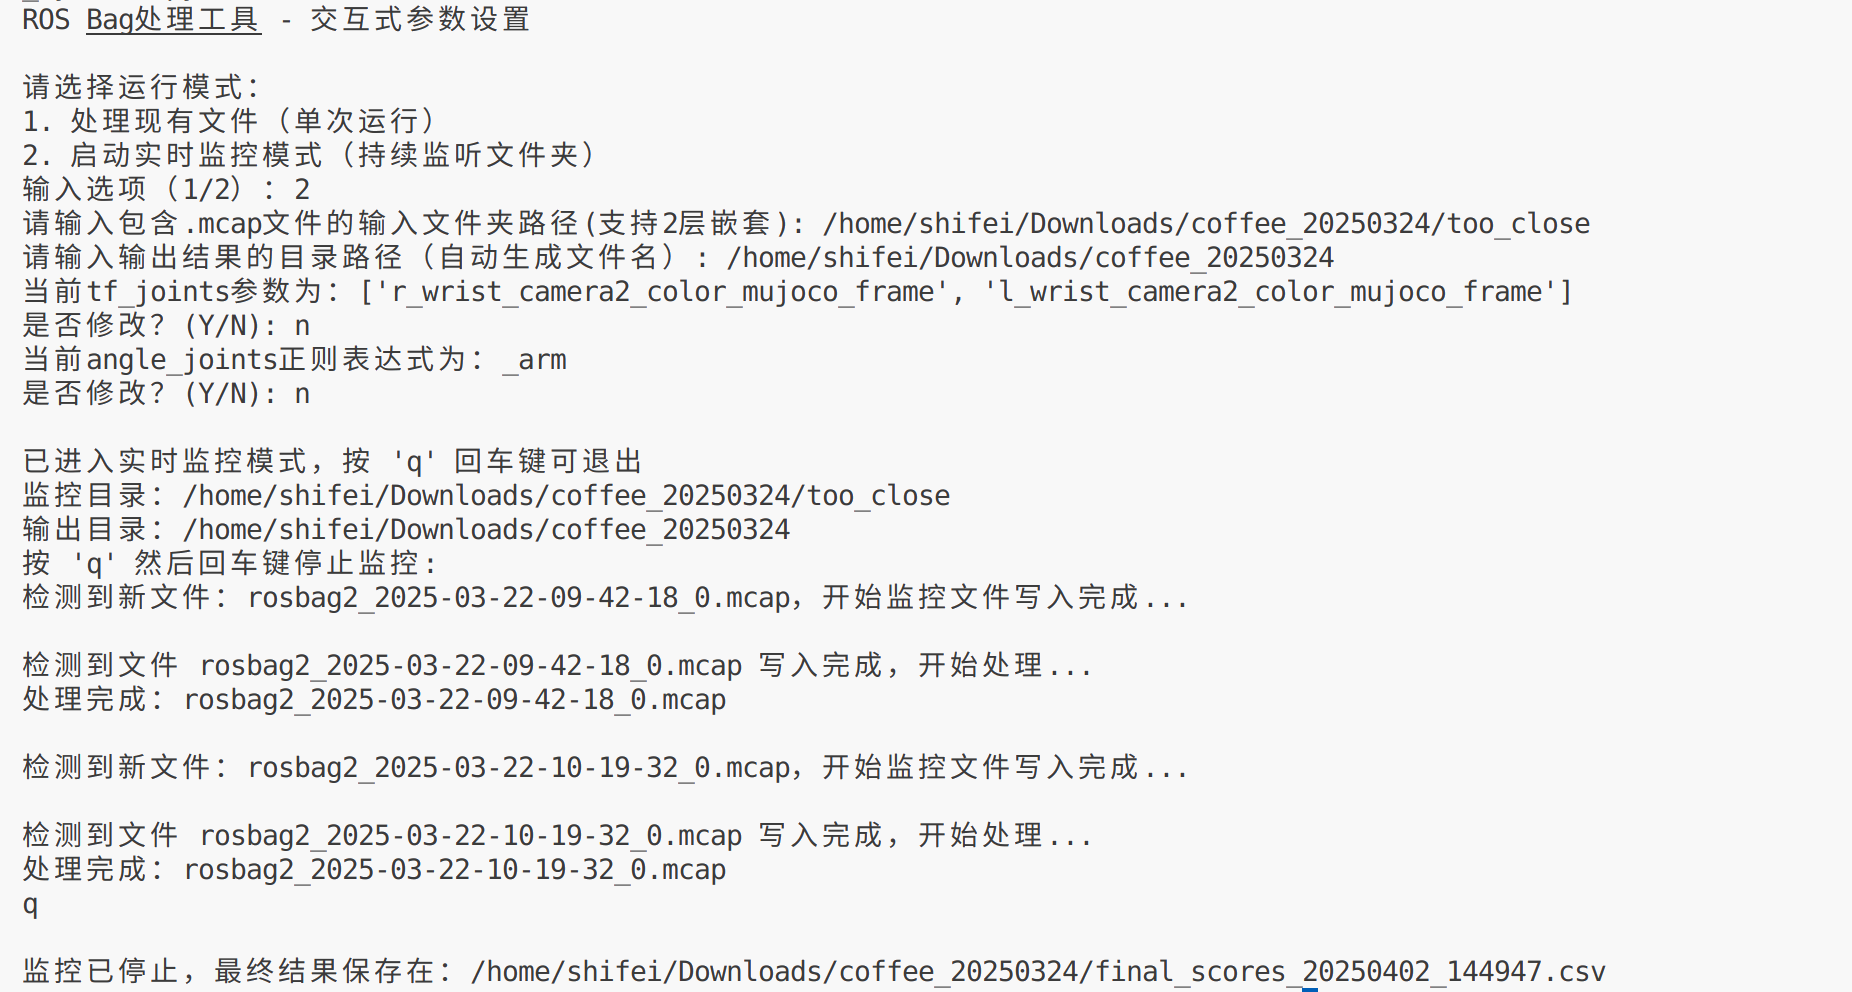 ROS Bag处理工具 - 交互式参数设置
请选择运行模式：
1. 处理现有文件（单次运行）
2. 启动实时监控模式（持续监听文件夹）
输入选项（1/2）：2
请输入包含.mcap文件的输入文件夹路径(支持2层嵌套): /home/shifei/Downloads/coffee_20250324/too_close
请输入输出结果的目录路径（自动生成文件名）: /home/shifei/Downloads/coffee_20250324
当前tf_joints参数为：['r_wrist_camera2_color_mujoco_frame', 'l_wrist_camera2_color_mujoco_frame']
是否修改？(Y/N): n
当前angle_joints正则表达式为：_arm
是否修改？(Y/N): n
已进入实时监控模式，按 'q' 回车键可退出
监控目录：/home/shifei/Downloads/coffee_20250324/too_close
输出目录：/home/shifei/Downloads/coffee_20250324
按 'q' 然后回车键停止监控:
检测到新文件：rosbag2_2025-03-22-09-42-18_0.mcap，开始监控文件写入完成...
检测到文件 rosbag2_2025-03-22-09-42-18_0.mcap 写入完成，开始处理...
处理完成：rosbag2_2025-03-22-09-42-18_0.mcap
检测到新文件：rosbag2_2025-03-22-10-19-32_0.mcap，开始监控文件写入完成...
检测到文件 rosbag2_2025-03-22-10-19-32_0.mcap 写入完成，开始处理...
处理完成：rosbag2_2025-03-22-10-19-32_0.mcap
q
监控已停止，最终结果保存在：/home/shifei/Downloads/coffee_20250324/final_scores_20250402_144947.csv